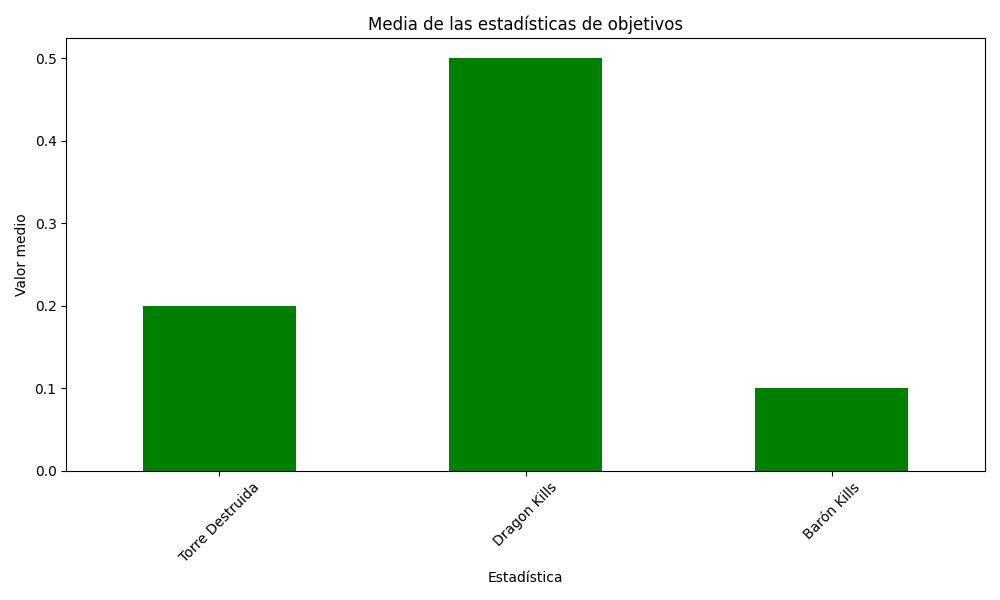 Media de las estadísticas de objetivos
Valor medio
0.5
0.4
0.3
0.2
0.1
0.0
Torre Destruida
Dragon Kills
Barón Kills
Estadística